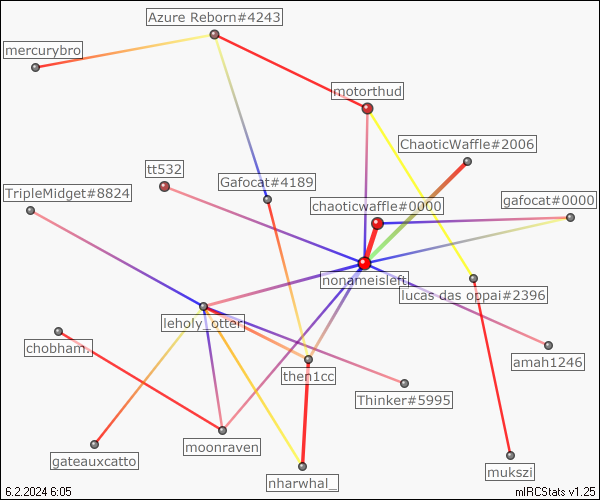 Azure Reborn#4243
mercurybro
motorthud
ChaoticWaffle#2006
tt532
Gafocat#4189
TripleMidget#8824
gafocat#0000
chaoticwaffle#0000
nonameisleft
lucas das oppai#2396
leholy_otter
chobham.
amah1246
then1cc
Thinker#5995
moonraven
gateauxcatto
mukszi
nharwhal_
6.2.2024 6:05
mIRCStats v1.25